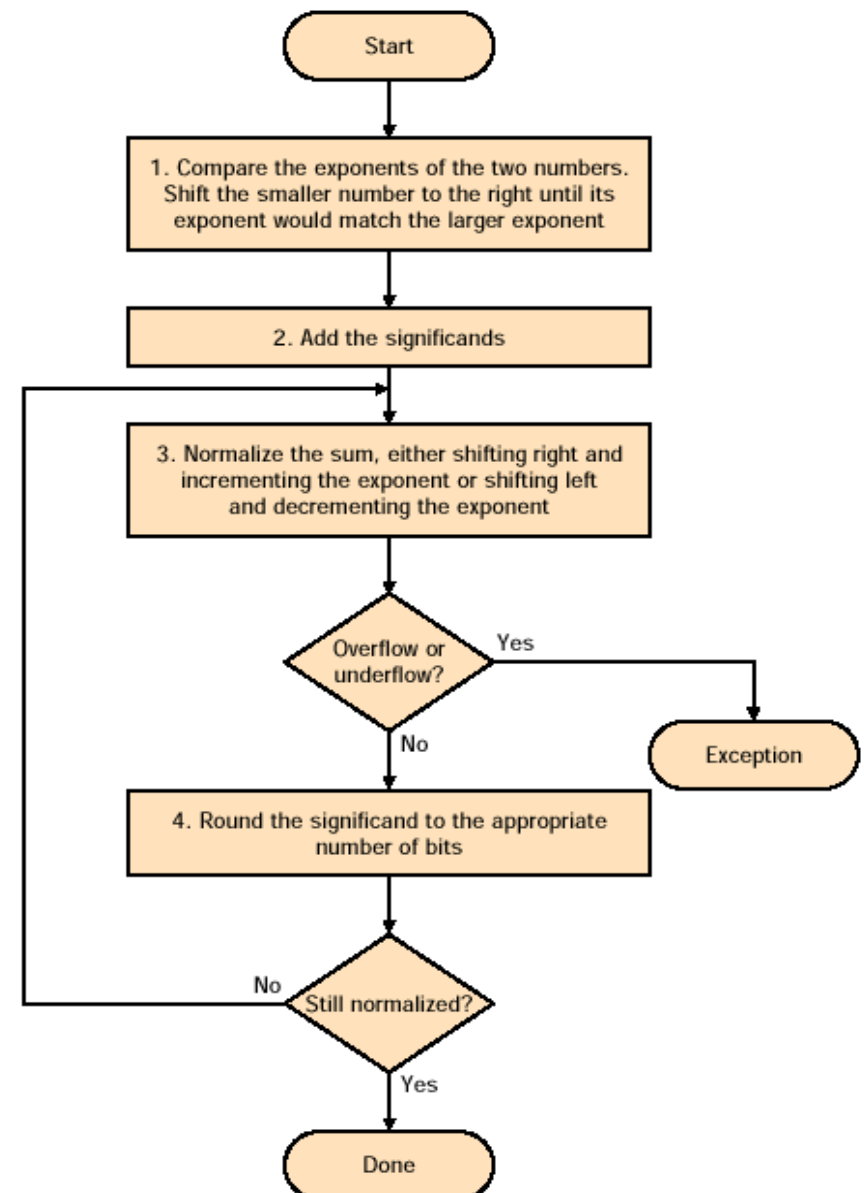 Start
1. Compare the exponents of the two numbers.
Shift the smaller number to the right until its
exponent would match the larger exponent
2. Add the significands
3. Normalize the sum, either shifting right and
incrementing the exponent or shifting left
and decrementing the exponent
Overflow or
underflow?
Yes
No
Exception
4. Round the significand to the appropriate
number of bits
No
Still normalized?
Yes
Done